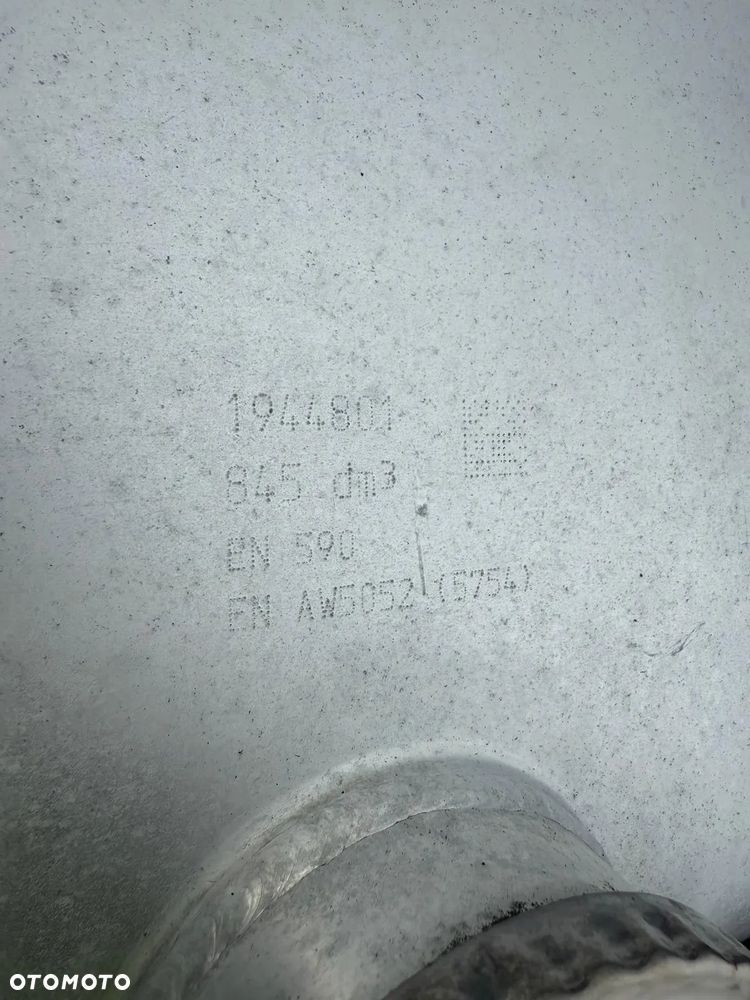 1944801
845 dm³
EN 590
EN AW5052 (5754)
OTOMOTO